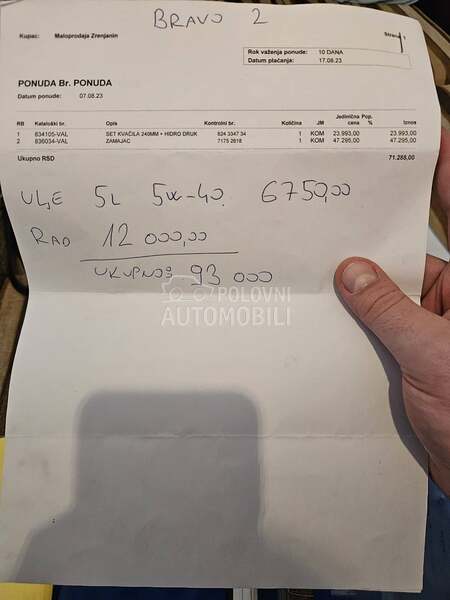 BRAVO 2
Kupac: Maloprodaja Zrenjanin
Strana 1
Rok važenja ponude: 10 DANA
Datum plaćanja: 17.08.23
PONUDA Br. PONUDA
Datum ponude: 07.08.23
RB Kataloški br. Opis Kontrolni br. Količina JM Jedinična cena Pop. % Iznos
1 834105-VAL SET KVAČILA 240MM + HIDRO DRUK 624 3347 34 1 KOM 23.993,00 23.993,00
2 836034-VAL ZAMAJAC 7175 2618 1 KOM 47.295,00 47.295,00
Ukupno RSD 71.288,00
ULJE 5L 5W-40 6750,00
RAD 12 000,00
UKUPNO: 93 000
POLOVNI
AUTOMOBILI